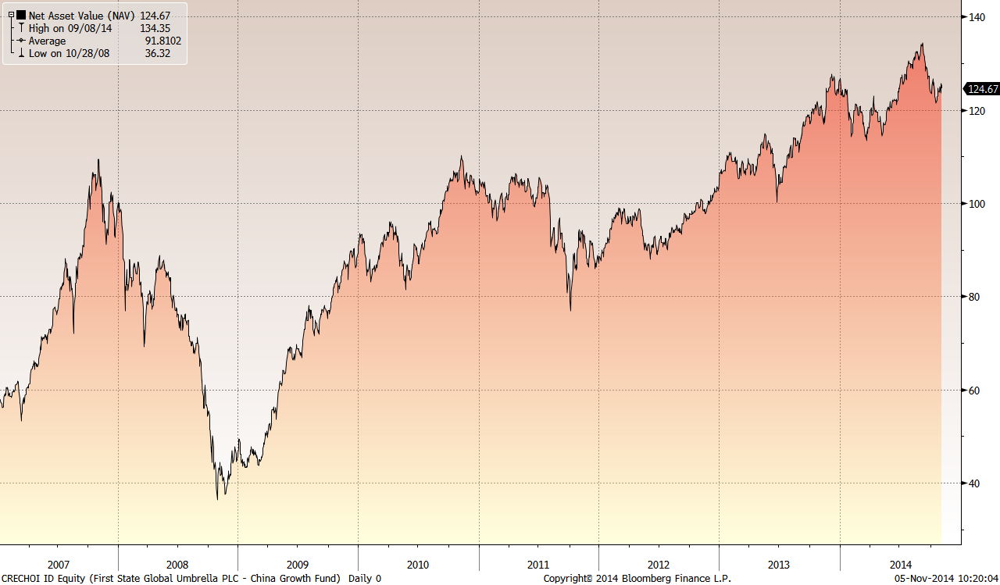 Net Asset Value (NAV) 124.67
High on 09/08/14 134.35
Average 91.8102
Low on 10/28/08 36.32
140
124.67
120
100
80
60
40
2007 2008 2009 2010 2011 2012 2013 2014
CRECHOI ID Equity (First State Global Umbrella PLC - China Growth Fund) Daily 0 Copyright© 2014 Bloomberg Finance L.P. 05-Nov-2014 10:20:04